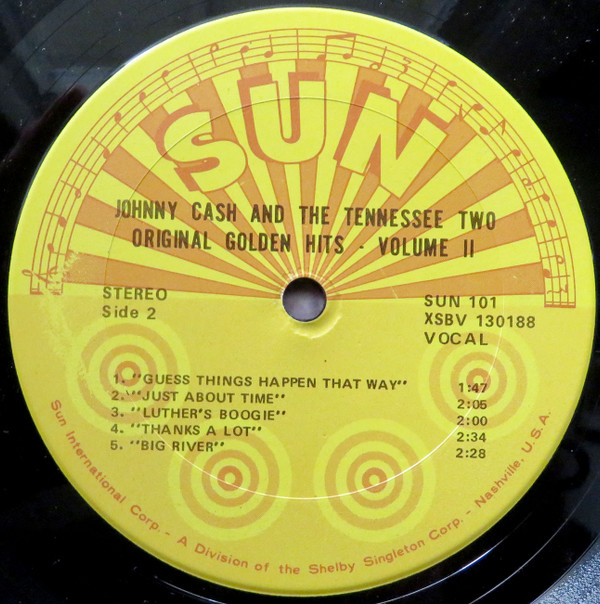 SUN
JOHNNY CASH AND THE TENNESSEE TWO
ORIGINAL GOLDEN HITS · VOLUME II
STEREO
Side 2
SUN 101
XSBV 130188
VOCAL
1. "GUESS THINGS HAPPEN THAT WAY" 1:47
2. "JUST ABOUT TIME" 2:05
3. "LUTHER'S BOOGIE" 2:00
4. "THANKS A LOT" 2:34
5. "BIG RIVER" 2:28
Sun International Corp. - A Division of the Shelby Singleton Corp. - Nashville, U.S.A.